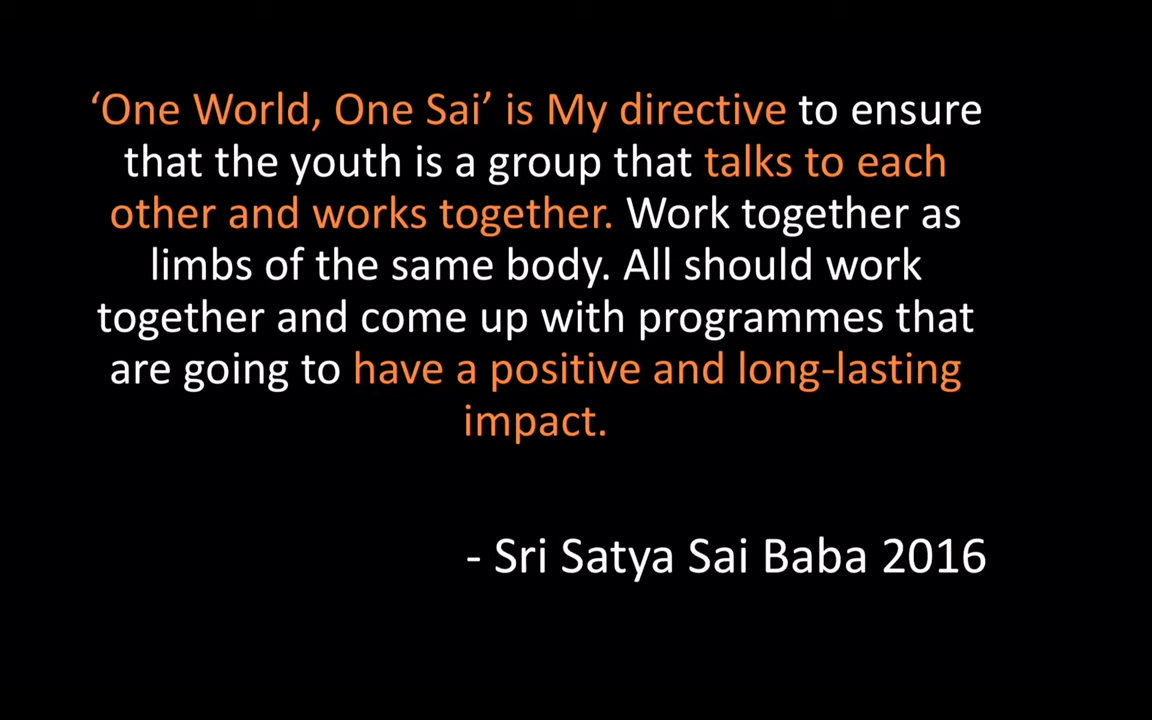 ‘One World, One Sai’ is My directive to ensure
that the youth is a group that talks to each
other and works together. Work together as
limbs of the same body. All should work
together and come up with programmes that
are going to have a positive and long-lasting
impact.
- Sri Satya Sai Baba 2016